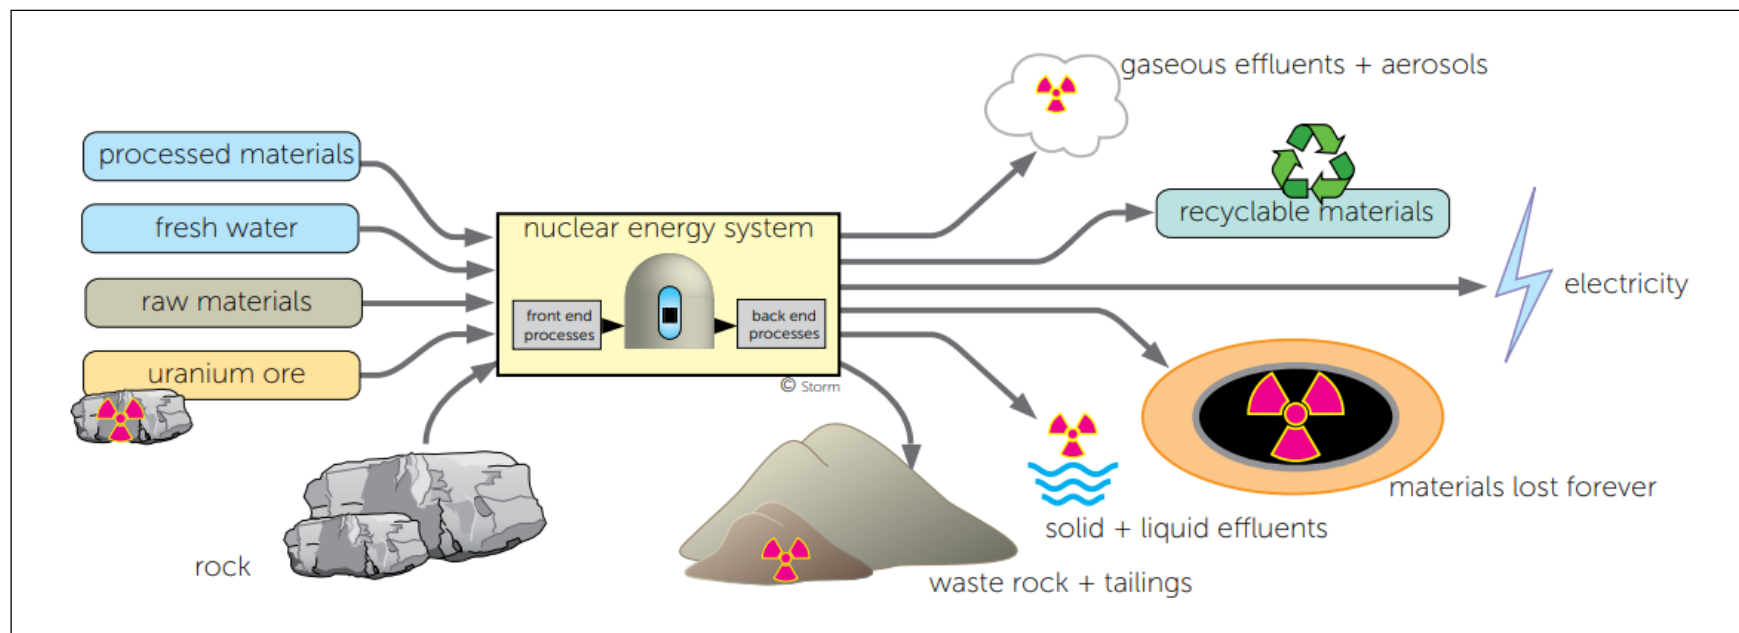 gaseous effluents + aerosols
processed materials
recyclable materials
fresh water
nuclear energy system
electricity
raw materials
front end
processes
back end
processes
uranium ore
© Storm
materials lost forever
solid + liquid effluents
rock
waste rock + tailings